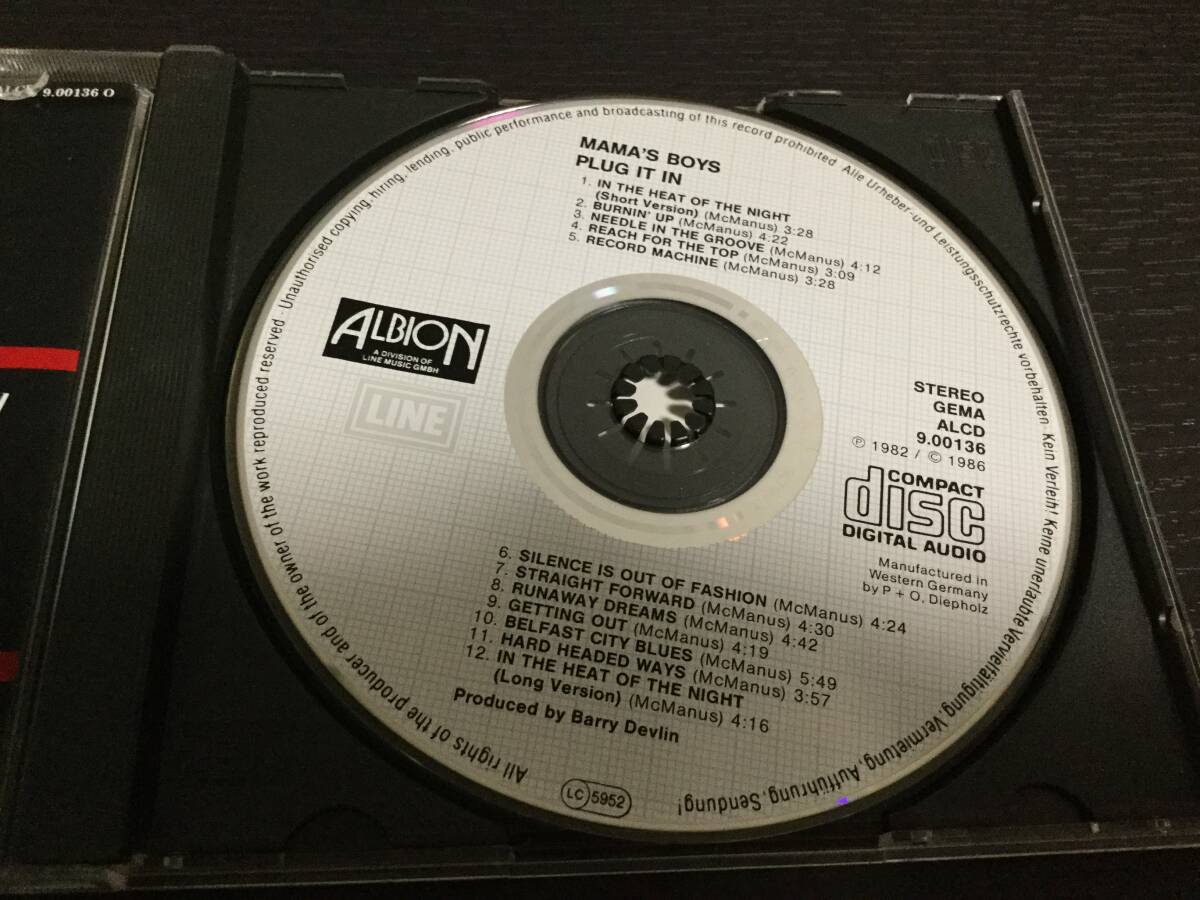 9.00136 O
MAMA'S BOYS
PLUG IT IN
1. IN THE HEAT OF THE NIGHT
(Short Version) (McManus) 3:28
2. BURNIN' UP (McManus) 4:22
3. NEEDLE IN THE GROOVE (McManus) 4:12
4. REACH FOR THE TOP (McManus) 3:09
5. RECORD MACHINE (McManus) 3:28
ALBION
A DIVISION OF
LINE MUSIC GMBH
LINE
STEREO
GEMA
ALCD
9.00136
℗ 1982 / © 1986
COMPACT
disc
DIGITAL AUDIO
Manufactured in
Western Germany
by P + O, Diepholz
6. SILENCE IS OUT OF FASHION (McManus) 4:24
7. STRAIGHT FORWARD (McManus) 4:30
8. RUNAWAY DREAMS (McManus) 4:42
9. GETTING OUT (McManus) 4:19
10. BELFAST CITY BLUES (McManus) 5:49
11. HARD HEADED WAYS (McManus) 3:57
12. IN THE HEAT OF THE NIGHT
(Long Version) (McManus) 4:16
Produced by Barry Devlin
LC 5952
All rights of the producer and of the owner of the work reproduced reserved · Unauthorised copying, hiring, lending, public performance and broadcasting of this record prohibited · Alle Urheber- und Leistungsschutzrechte vorbehalten · Kein Verleih! Keine unerlaubte Vervielfältigung, Vermietung, Aufführung, Sendung!